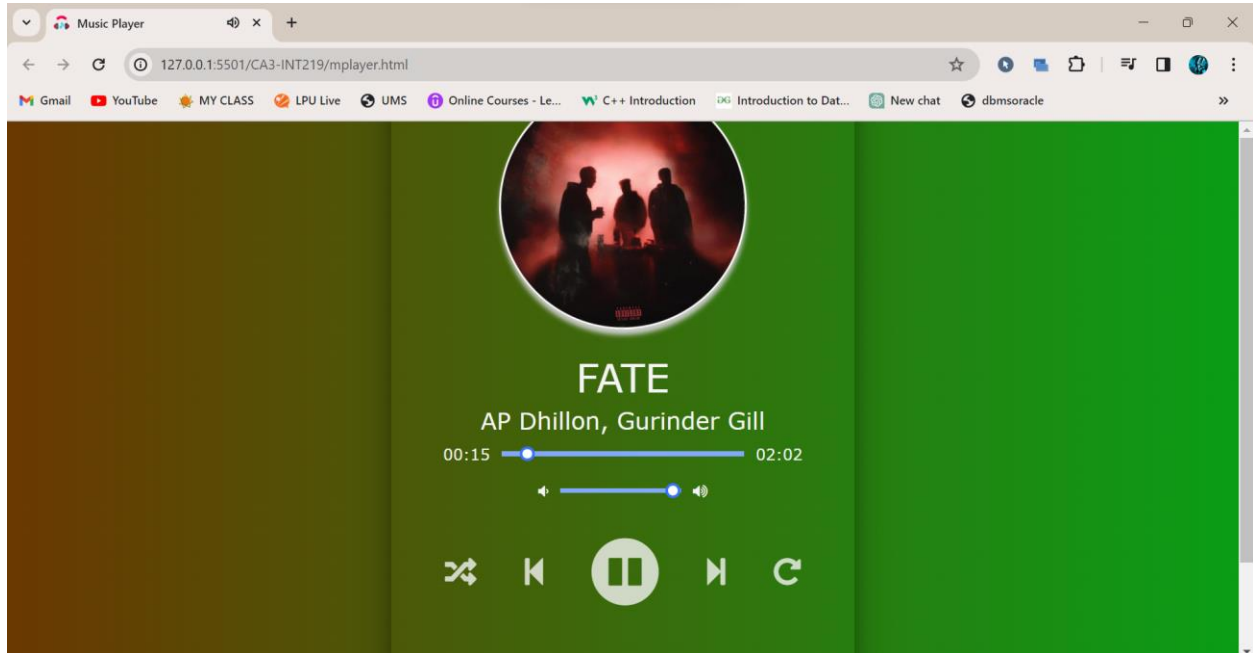 Music Player
127.0.0.1:5501/CA3-INT219/mplayer.html
Gmail YouTube MY CLASS LPU Live UMS Online Courses - Le... C++ Introduction Introduction to Dat... New chat dbmsoracle »
FATE
AP Dhillon, Gurinder Gill
00:15 02:02